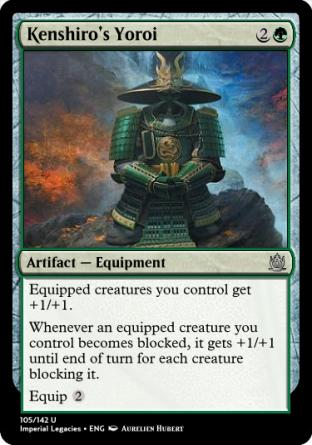 Kenshiro's Yoroi 2
Artifact — Equipment
Equipped creatures you control get
+1/+1.
Whenever an equipped creature you
control becomes blocked, it gets +1/+1
until end of turn for each creature
blocking it.
Equip 2
105/142 U
Imperial Legacies • ENG Aurelien Hubert